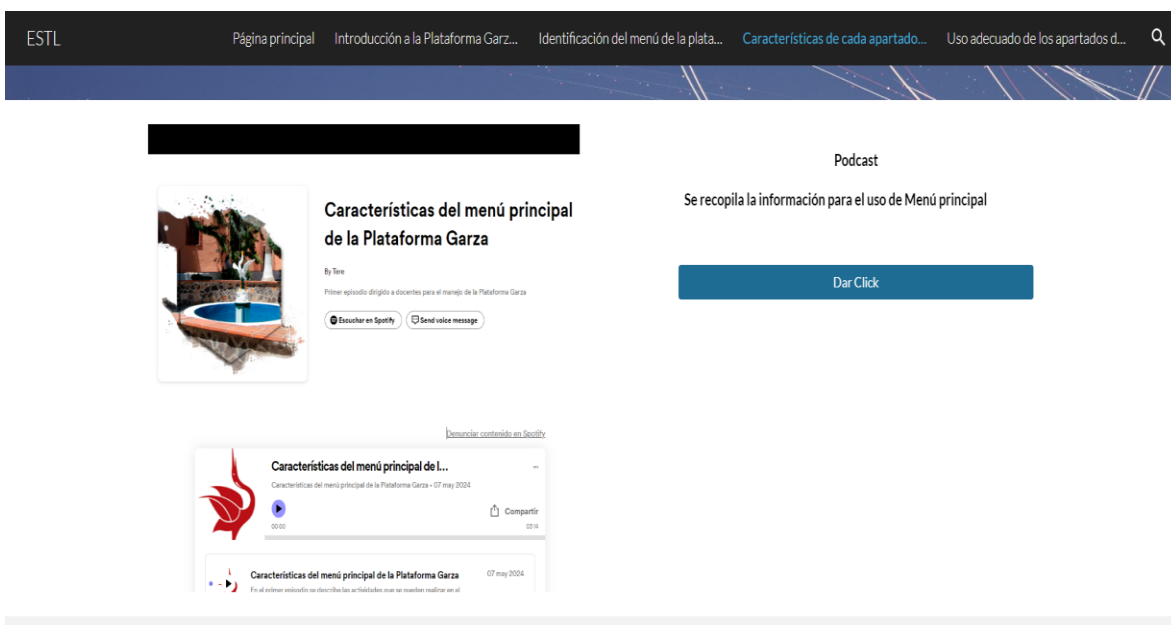 ESTL
Página principal
Introducción a la Plataforma Garz...
Identificación del menú de la plata...
Características de cada apartado...
Uso adecuado de los apartados d...
Características del menú principal
de la Plataforma Garza
By Tere
Primer episodio dirigido a docentes para el manejo de la Plataforma Garza
Escuchar en Spotify
Send voice message
Podcast
Se recopila la información para el uso de Menú principal
Dar Click
Denunciar contenido en Spotify
Características del menú principal de l...
Características del menú principal de la Plataforma Garza • 07 may 2024
Compartir
00:00
03:14
Características del menú principal de la Plataforma Garza
07 may 2024
En el primer episodio se describe las actividades que se pueden realizar en el